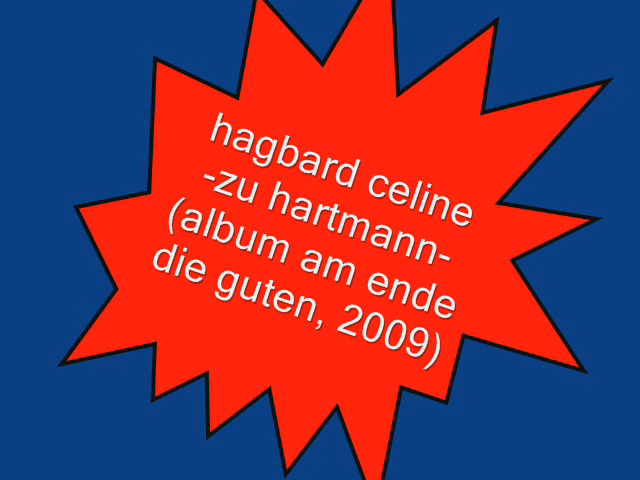 hagbard celine
-zu hartmann-
(album am ende
die guten, 2009)